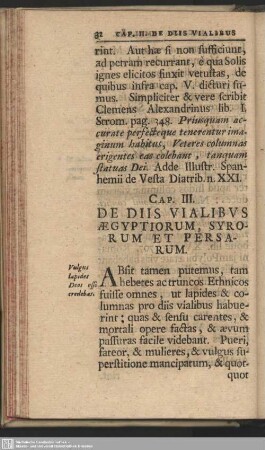 82 CAP. III. DE DIIS VIALIBUS
rint. Aut hæ si non sufficiunt,
ad petram recurrant, e qua Solis
ignes elicitos finxit vetustas, de
quibus infra cap. V. dicturi su-
mus. Simpliciter & vere scribit
Clemens Alexandrinus lib. I.
Strom. pag. 348. Priusquam ac-
curate perfecteque tenerentur ima-
ginum habitus, Veteres columnas
erigentes eas colebant, tanquam
statuas Dei. Adde Illustr. Span-
hemii de Vesta Diatrib. n. XXI.
CAP. III.
DE DIIS VIALIBVS
ÆGYPTIORUM, SYRO-
RUM ET PERSA-
RUM.
Vulgus
lapides
Deos esse
credebat.
ABsit tamen putemus, tam
hebetes ac truncos Ethnicos
fuisse omnes, ut lapides & co-
lumnas pro diis vialibus habue-
rint; quas & sensu carentes, &
mortali opere factas, & ævum
passuras facile videbant. Pueri,
fateor, & mulieres, & vulgus su-
perstitione mancipatum, & quot-
quot